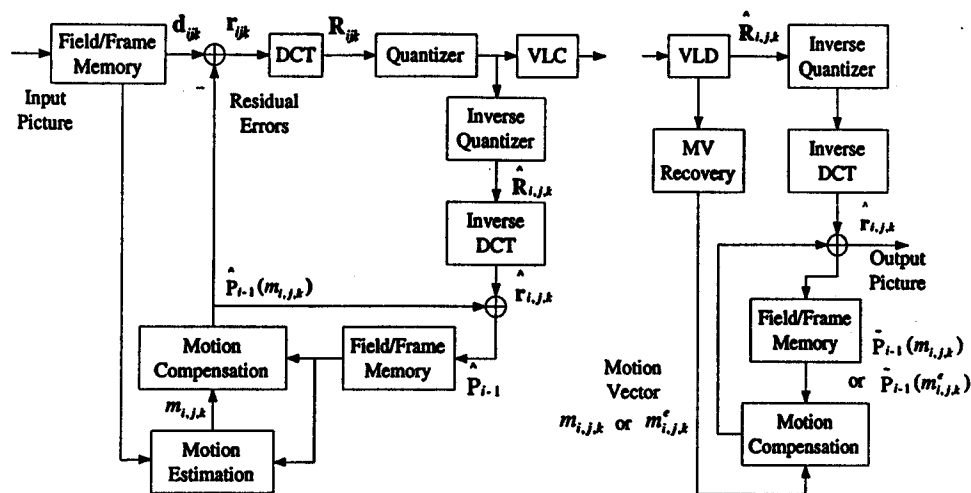 d_ijk r_ijk R_ijk
Field/Frame
Memory
DCT
Quantizer
VLC
Input
Picture
−
Residual
Errors
Inverse
Quantizer
R̂_i,j,k
Inverse
DCT
r̂_i,j,k
P̂_i-1(m_i,j,k)
Motion
Compensation
Field/Frame
Memory
P̂_i-1
m_i,j,k
Motion
Estimation
VLD
R̂_i,j,k
Inverse
Quantizer
MV
Recovery
Inverse
DCT
r̂_i,j,k
Output
Picture
Field/Frame
Memory
P̃_i-1(m_i,j,k)
or P̃_i-1(m^e_i,j,k)
Motion
Vector
m_i,j,k or m^e_i,j,k
Motion
Compensation